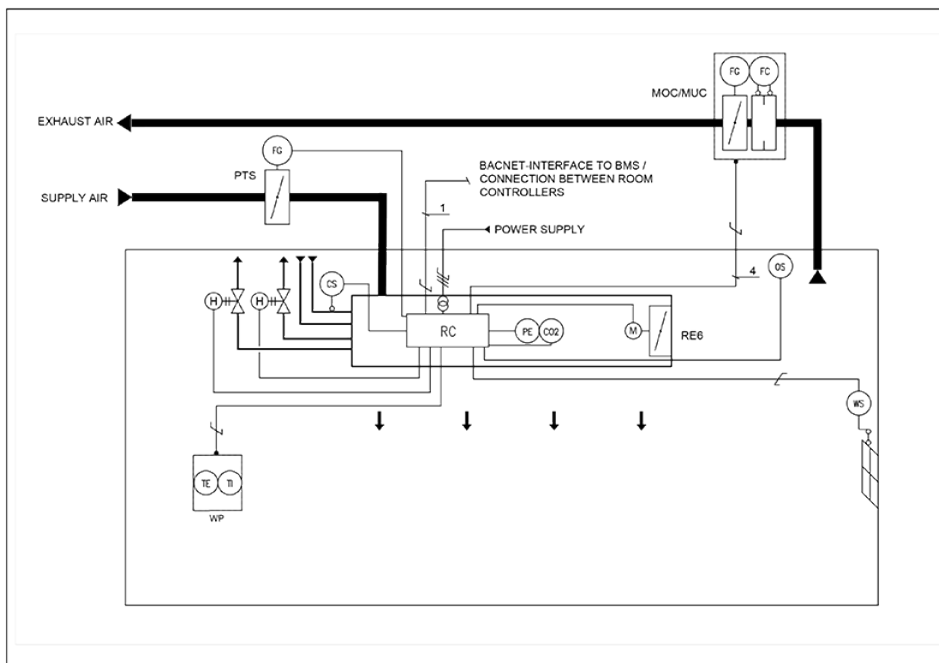 FG
FC
MOC/MUC
EXHAUST AIR
FG
PTS
BACNET-INTERFACE TO BMS /
CONNECTION BETWEEN ROOM
CONTROLLERS
SUPPLY AIR
1
POWER SUPPLY
4
OS
CS
H
H
RC
PE
CO2
M
RE6
WS
TE
TI
WP